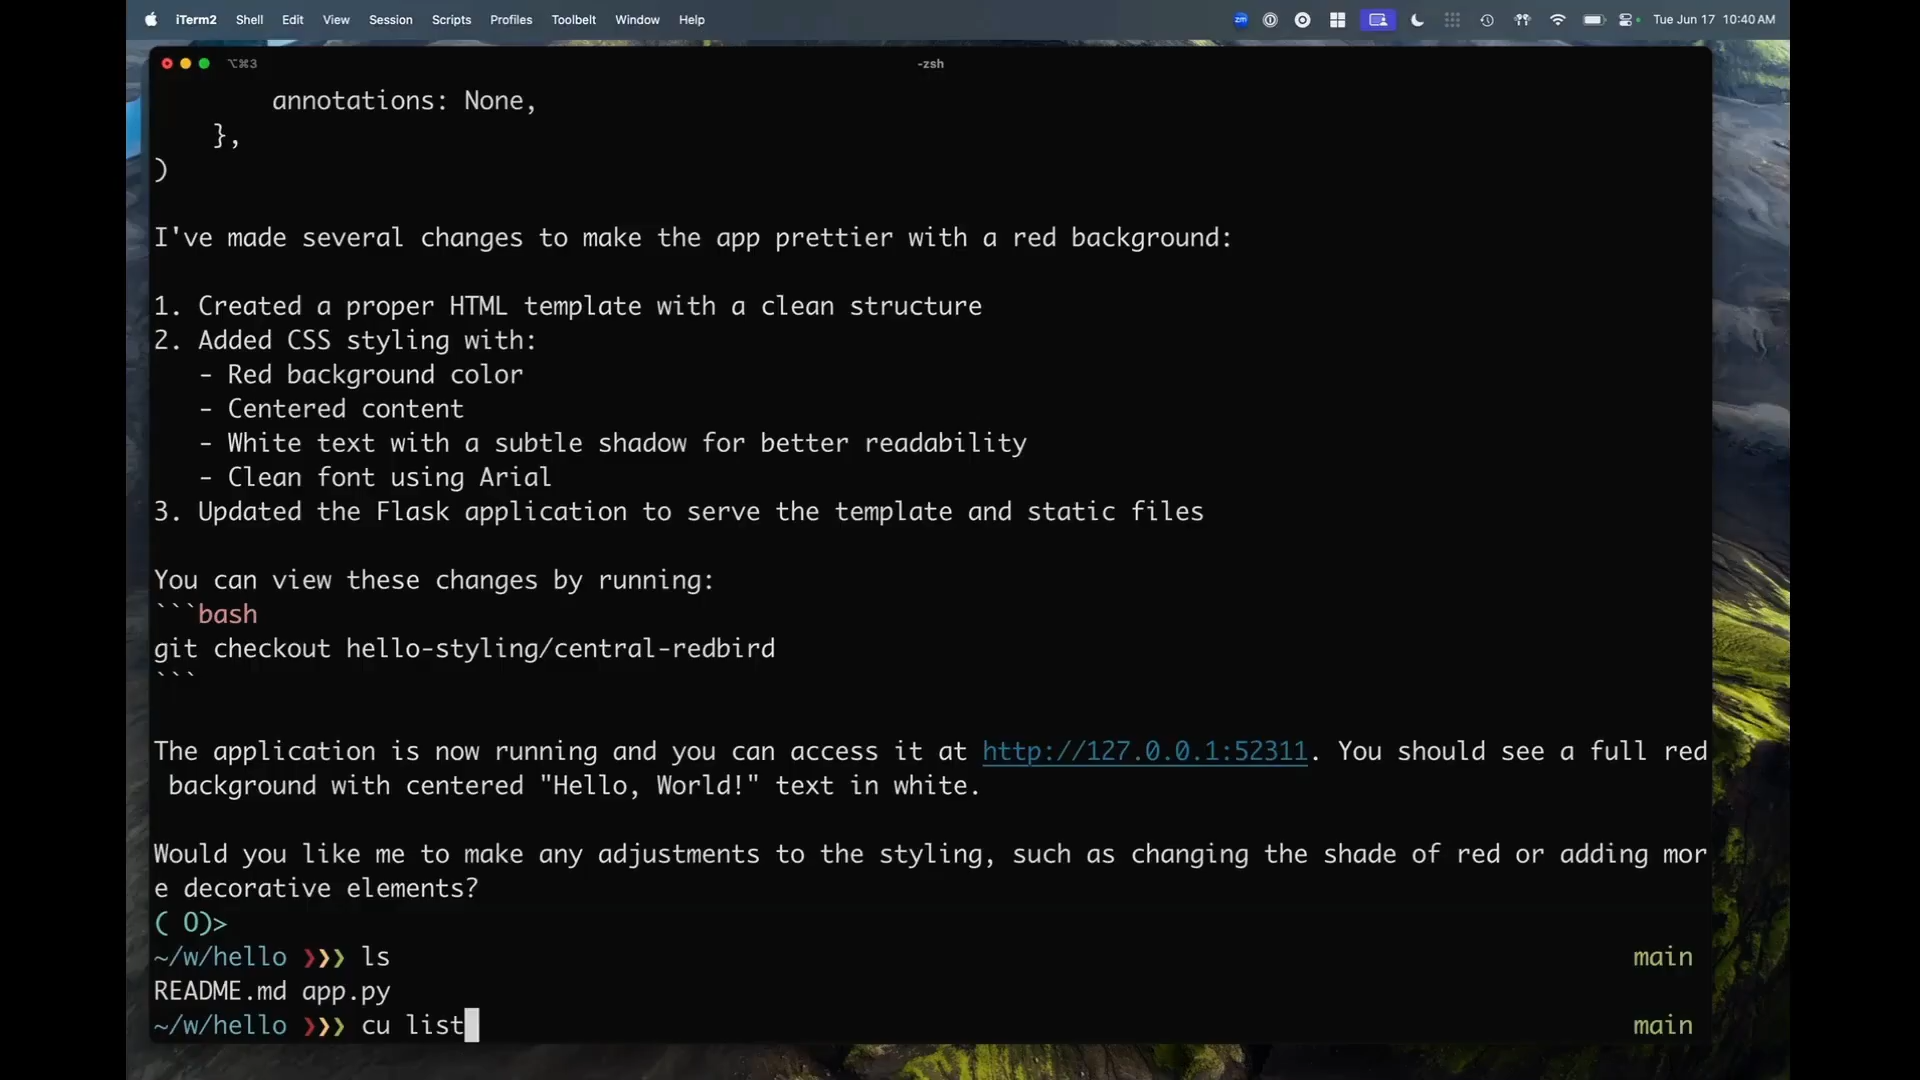 iTerm2 Shell Edit View Session Scripts Profiles Toolbelt Window Help zm Tue Jun 17 10:40 AM
⌥⌘3 -zsh
annotations: None,
},
)
I've made several changes to make the app prettier with a red background:
1. Created a proper HTML template with a clean structure
2. Added CSS styling with:
- Red background color
- Centered content
- White text with a subtle shadow for better readability
- Clean font using Arial
3. Updated the Flask application to serve the template and static files
You can view these changes by running:
```bash
git checkout hello-styling/central-redbird
```
The application is now running and you can access it at http://127.0.0.1:52311. You should see a full red
background with centered "Hello, World!" text in white.
Would you like me to make any adjustments to the styling, such as changing the shade of red or adding mor
e decorative elements?
( O)>
~/w/hello ❯❯❯ ls main
README.md app.py
~/w/hello ❯❯❯ cu list main